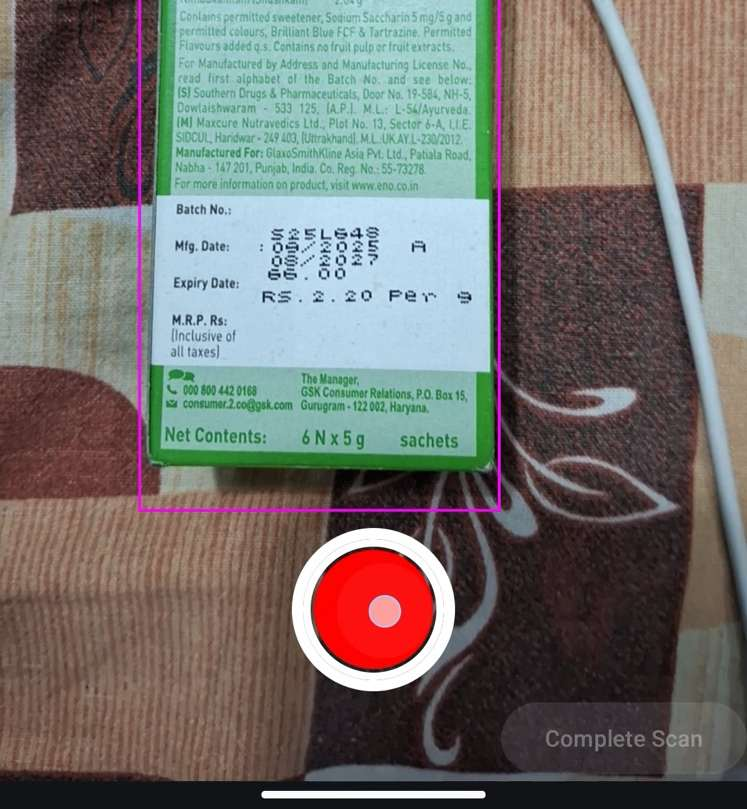 Contains permitted sweetener, Sodium Saccharin 5 mg/5 g and
permitted colours, Brilliant Blue FCF & Tartrazine. Permitted
Flavours added q.s. Contains no fruit pulp or fruit extracts.
For Manufactured by Address and Manufacturing License No.,
read first alphabet of the Batch No. and see below:
(S) Southern Drugs & Pharmaceuticals, Door No. 19-584, NH-5,
Dowlaishwaram - 533 125, (A.P.). M.L.: L-54/Ayurveda.
(M) Maxcure Nutravedics Ltd., Plot No. 13, Sector 6-A, I.I.E.
SIDCUL, Haridwar - 249 403, (Uttrakhand). M.L.:UK.AY.L-230/2012.
Manufactured For: GlaxoSmithKline Asia Pvt. Ltd., Patiala Road,
Nabha - 147 201, Punjab, India. Co. Reg. No.: 55-73278.
For more information on product, visit www.eno.co.in
Batch No.:
S25L648
Mfg. Date: : 09/2025 A
08/2027
Expiry Date: 66.00
RS.2.20 Per g
M.R.P. Rs:
(Inclusive of
all taxes)
000 800 442 0168
consumer.2.co@gsk.com
The Manager,
GSK Consumer Relations, P.O. Box 15,
Gurugram - 122 002, Haryana.
Net Contents: 6 N x 5 g sachets
Complete Scan